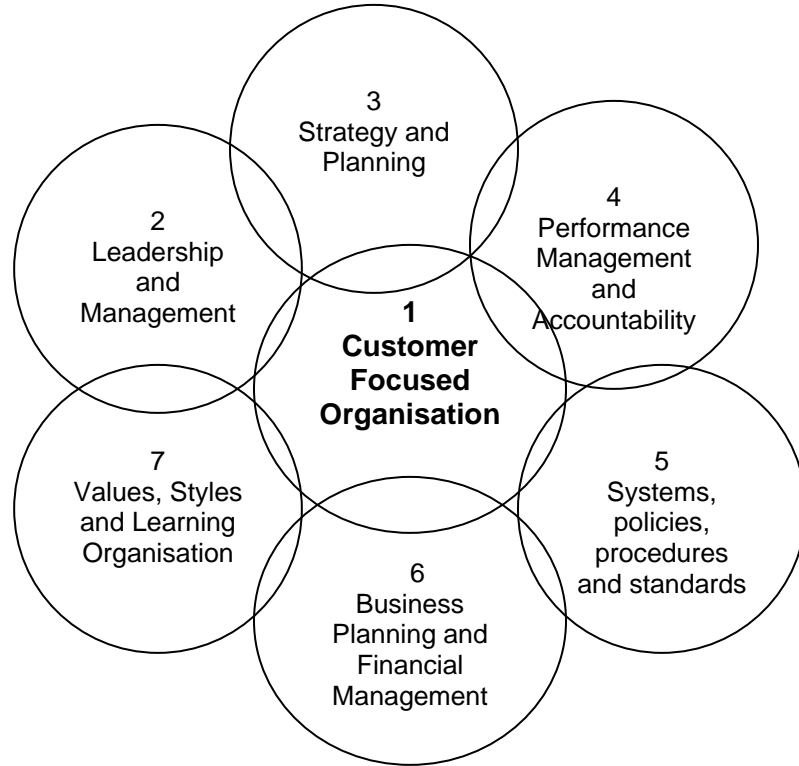 3
Strategy and
Planning
2
Leadership
and
Management
4
Performance
Management
and
Accountability
1
Customer
Focused
Organisation
7
Values, Styles
and Learning
Organisation
5
Systems,
policies,
procedures
and standards
6
Business
Planning and
Financial
Management